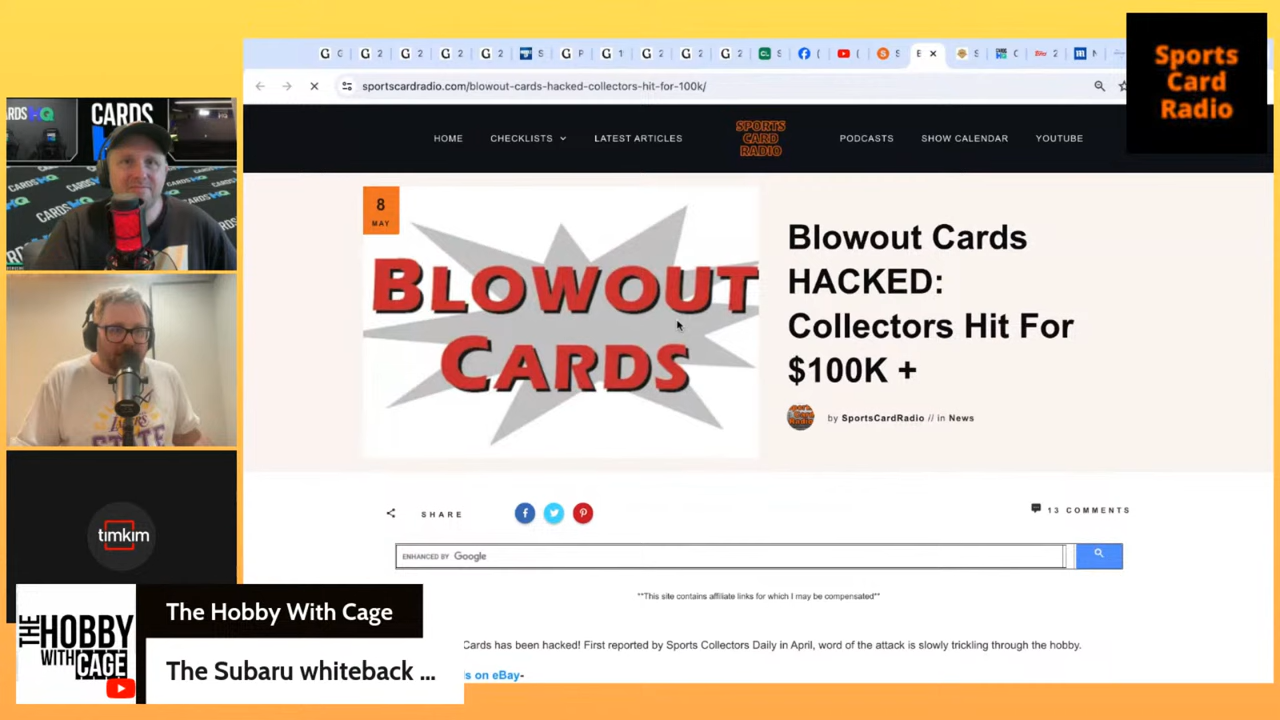 Sports
Card
Radio
sportscardradio.com/blowout-cards-hacked-collectors-hit-for-100k/
HOME
CHECKLISTS
LATEST ARTICLES
SPORTS
CARD
RADIO
PODCASTS
SHOW CALENDAR
YOUTUBE
8
MAY
BLOWOUT
CARDS
Blowout Cards
HACKED:
Collectors Hit For
$100K +
by SportsCardRadio // in News
SHARE
13 COMMENTS
ENHANCED BY Google
**This site contains affiliate links for which I may be compensated**
Cards has been hacked! First reported by Sports Collectors Daily in April, word of the attack is slowly trickling through the hobby.
s on eBay-
CARDS
CARDS HQ
timkim
THE
HOBBY
WITH CAGE
The Hobby With Cage
The Subaru whiteback ...